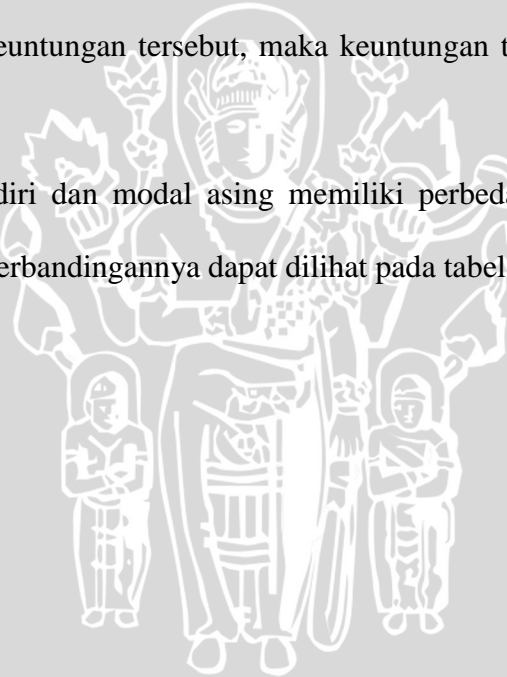 euntungan tersebut, maka keuntungan t
diri dan modal asing memiliki perbeda
erbandingannya dapat dilihat pada tabel